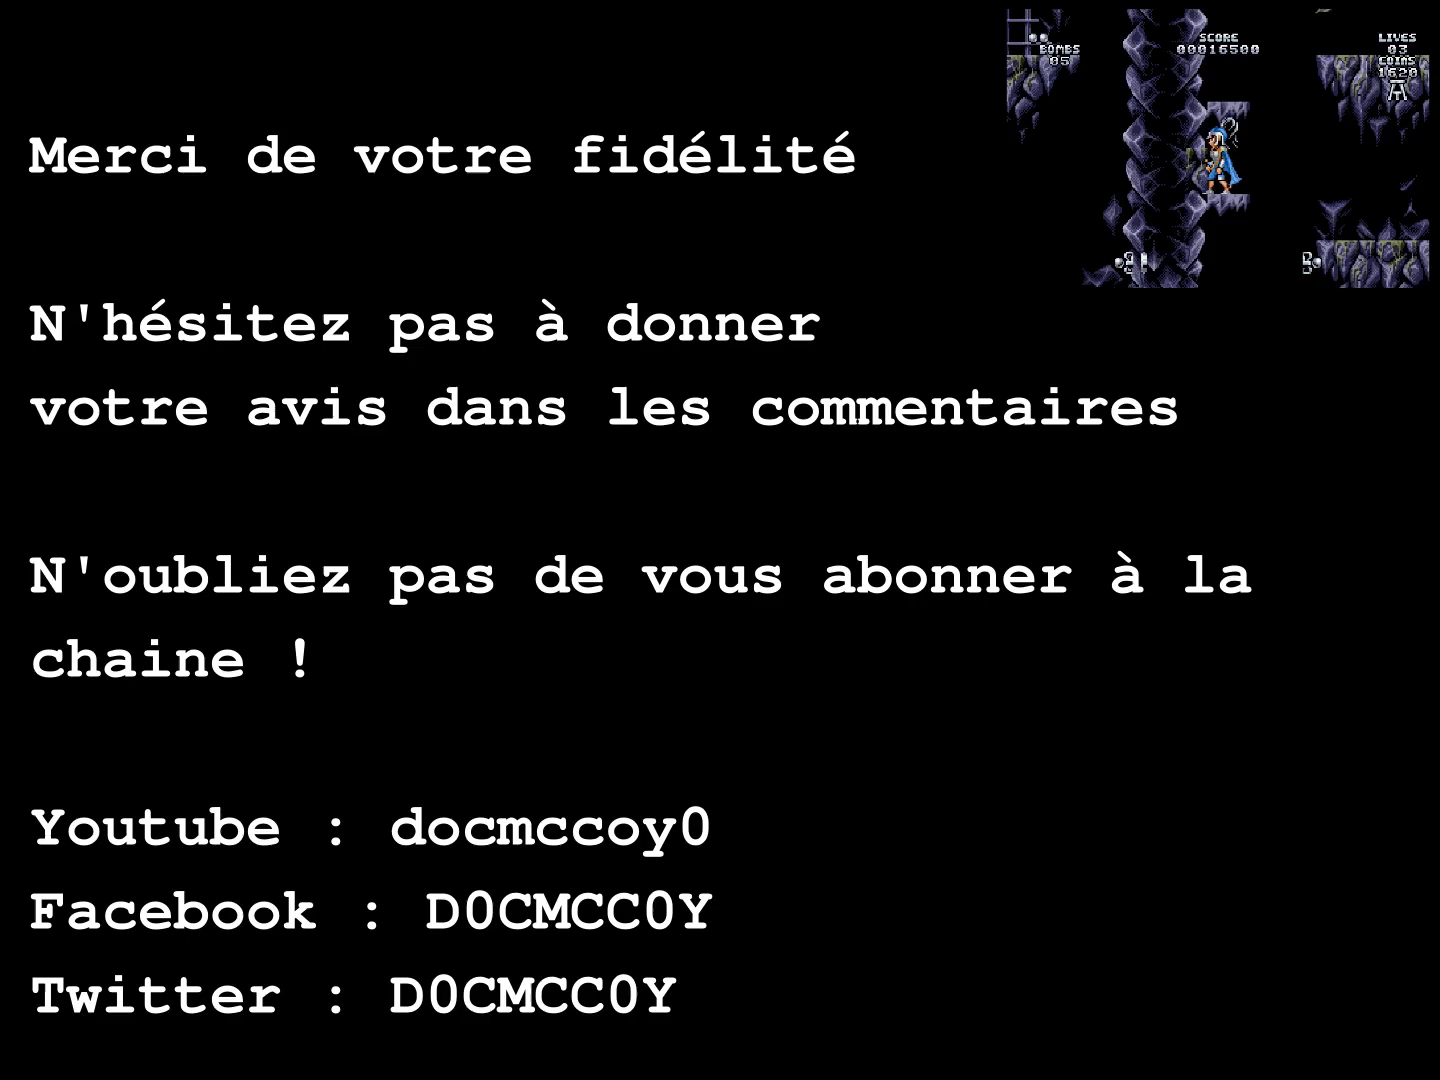 BOMBS
05
SCORE
00016500
LIVES
03
COINS
1620
Merci de votre fidélité
N'hésitez pas à donner
votre avis dans les commentaires
N'oubliez pas de vous abonner à la
chaine !
Youtube : docmccoy0
Facebook : D0CMCC0Y
Twitter : D0CMCC0Y